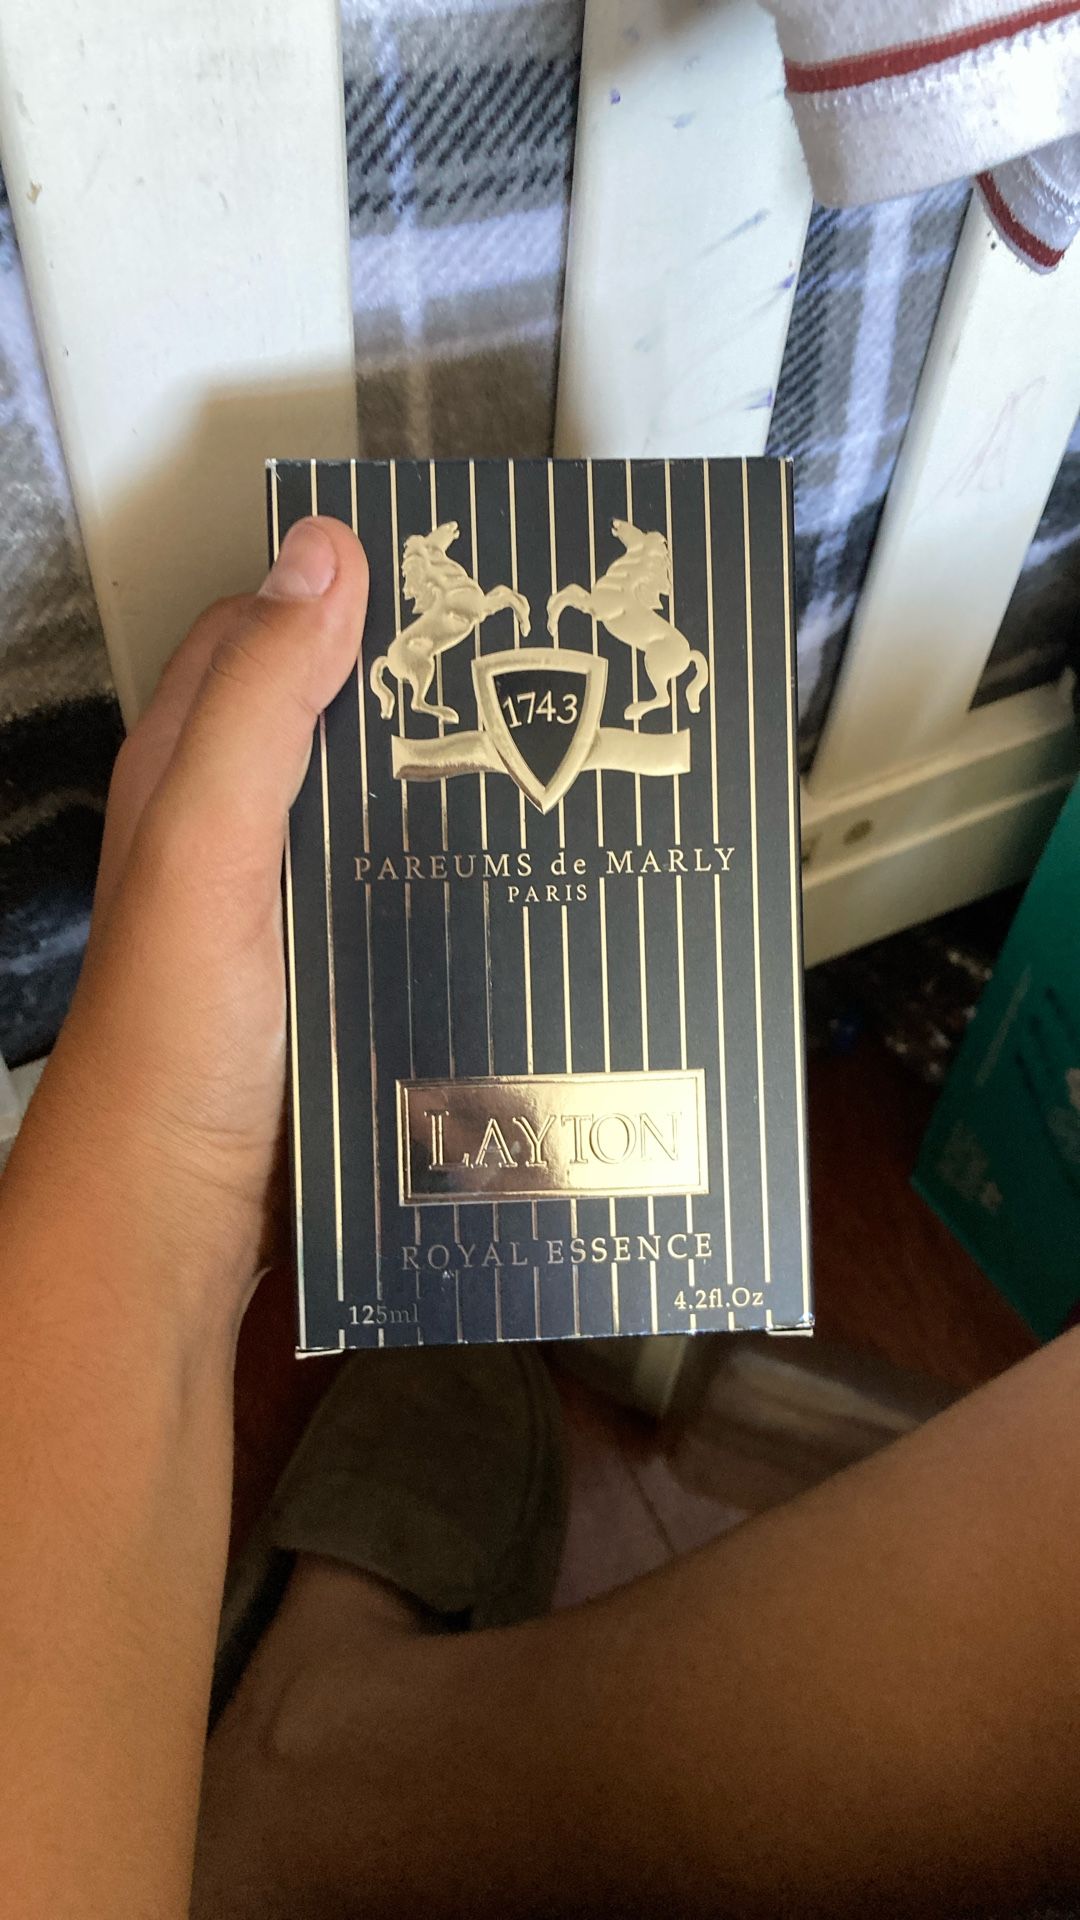 1743
PAREUMS de MARLY
PARIS
LAYTON
ROYAL ESSENCE
125ml
4.2fl.Oz